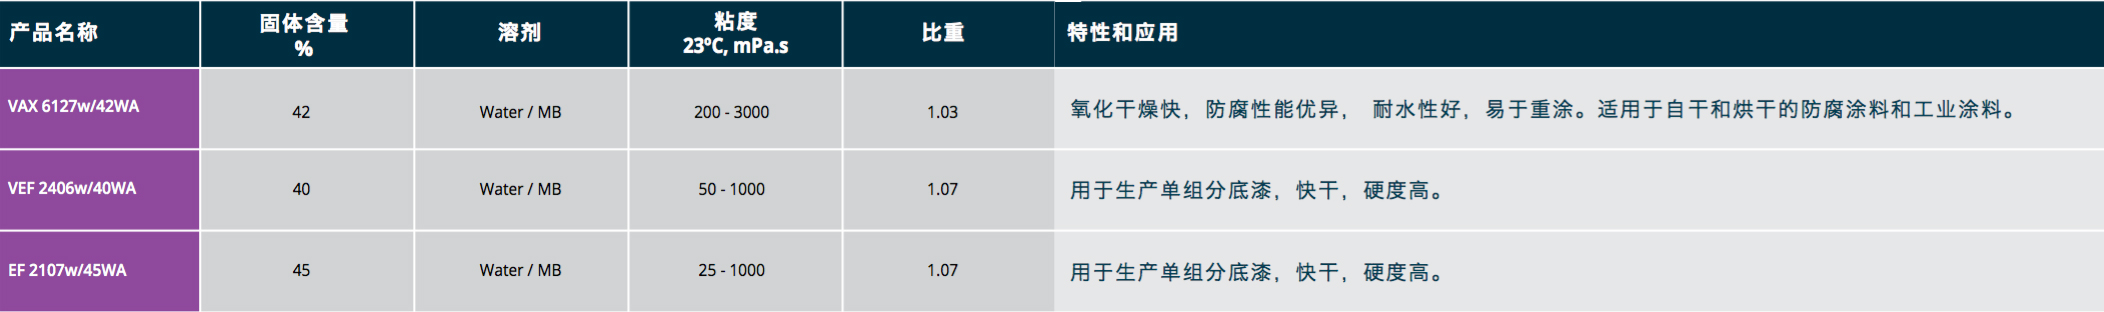 产品名称 固体含量 % 溶剂 粘度 23ºC, mPa.s 比重 特性和应用
VAX 6127w/42WA 42 Water / MB 200 - 3000 1.03 氧化干燥快，防腐性能优异， 耐水性好，易于重涂。适用于自干和烘干的防腐涂料和工业涂料。
VEF 2406w/40WA 40 Water / MB 50 - 1000 1.07 用于生产单组分底漆，快干，硬度高。
EF 2107w/45WA 45 Water / MB 25 - 1000 1.07 用于生产单组分底漆，快干，硬度高。